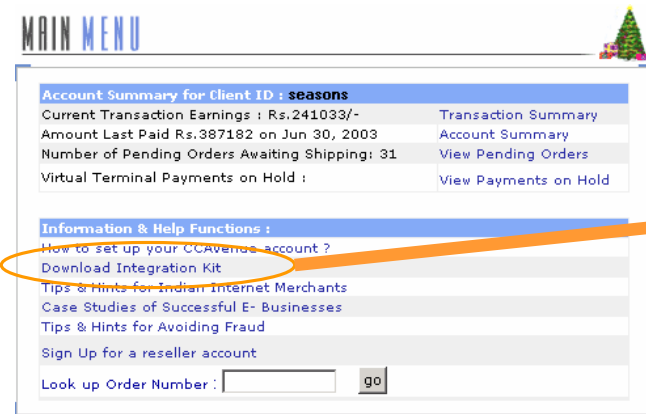 MAIN MENU
Account Summary for Client ID : seasons
Current Transaction Earnings : Rs.241033/- Transaction Summary
Amount Last Paid Rs.387182 on Jun 30, 2003 Account Summary
Number of Pending Orders Awaiting Shipping: 31 View Pending Orders
Virtual Terminal Payments on Hold : View Payments on Hold
Information & Help Functions :
How to set up your CCAvenue account ?
Download Integration Kit
Tips & Hints for Indian Internet Merchants
Case Studies of Successful E- Businesses
Tips & Hints for Avoiding Fraud
Sign Up for a reseller account
Look up Order Number : go